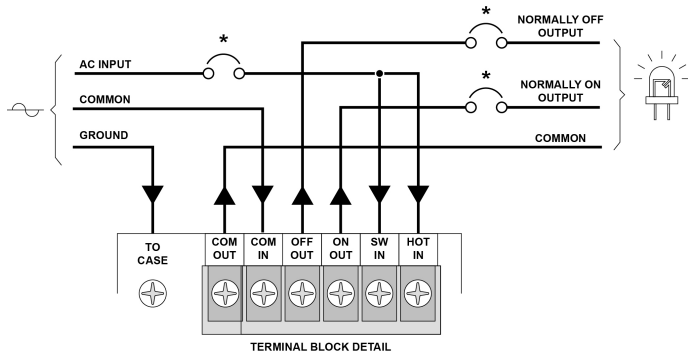 *
NORMALLY OFF
OUTPUT
*
AC INPUT
*
NORMALLY ON
OUTPUT
COMMON
GROUND
COMMON
TO
CASE
COM
OUT
COM
IN
OFF
OUT
ON
OUT
SW
IN
HOT
IN
TERMINAL BLOCK DETAIL